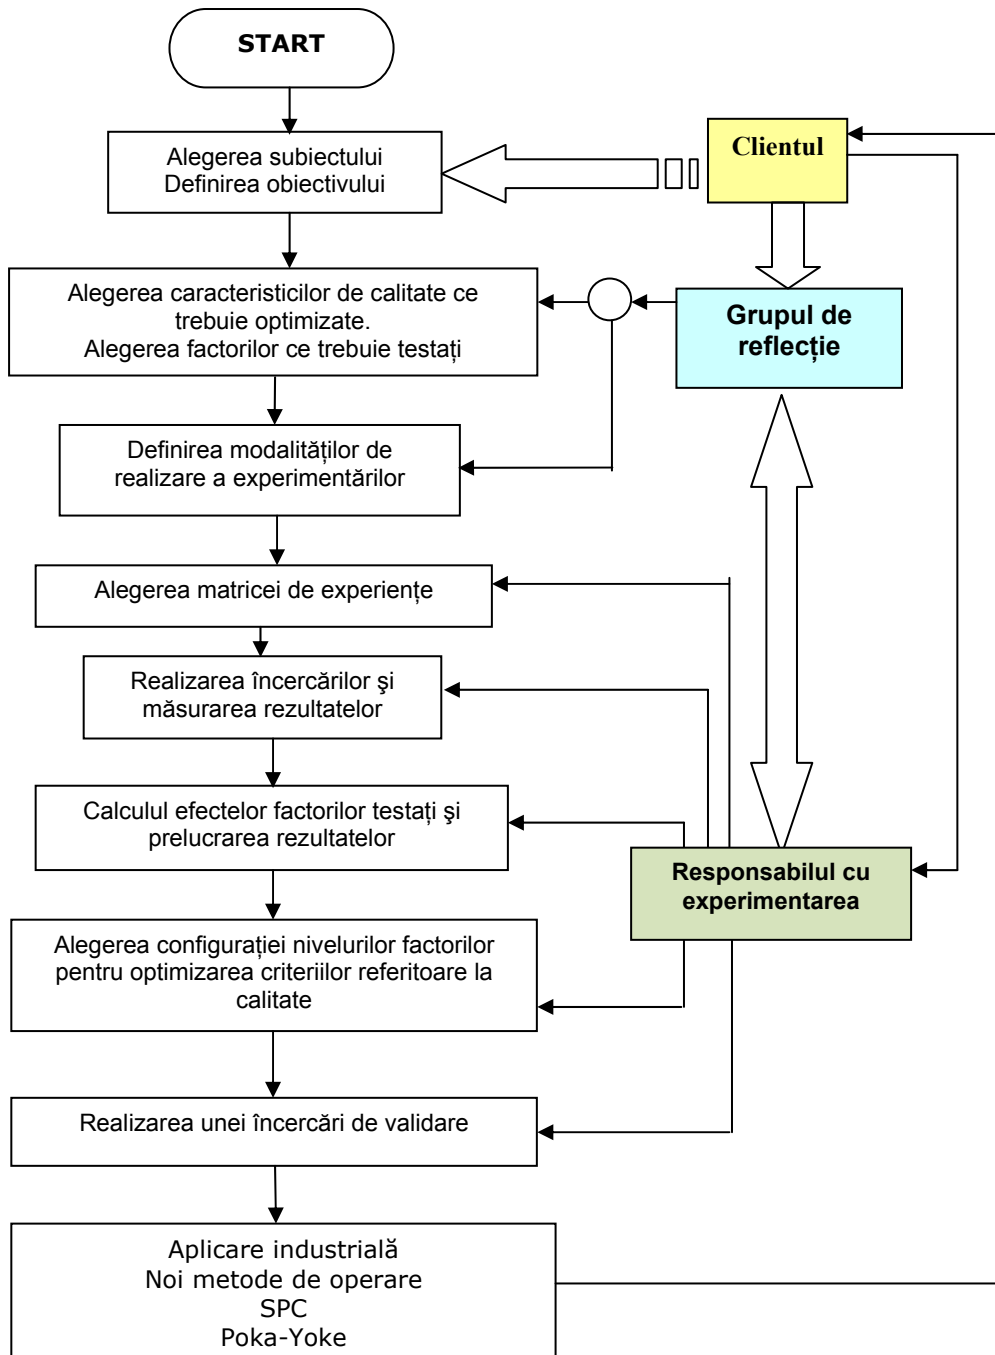 START
Alegerea subiectului
Definirea obiectivului
Clientul
Alegerea caracteristicilor de calitate ce
trebuie optimizate.
Alegerea factorilor ce trebuie testați
Grupul de
reflecție
Definirea modalităților de
realizare a experimentărilor
Alegerea matricei de experiențe
Realizarea încercărilor şi
măsurarea rezultatelor
Calculul efectelor factorilor testați şi
prelucrarea rezultatelor
Responsabilul cu
experimentarea
Alegerea configurației nivelurilor factorilor
pentru optimizarea criteriilor referitoare la
calitate
Realizarea unei încercări de validare
Aplicare industrială
Noi metode de operare
SPC
Poka-Yoke